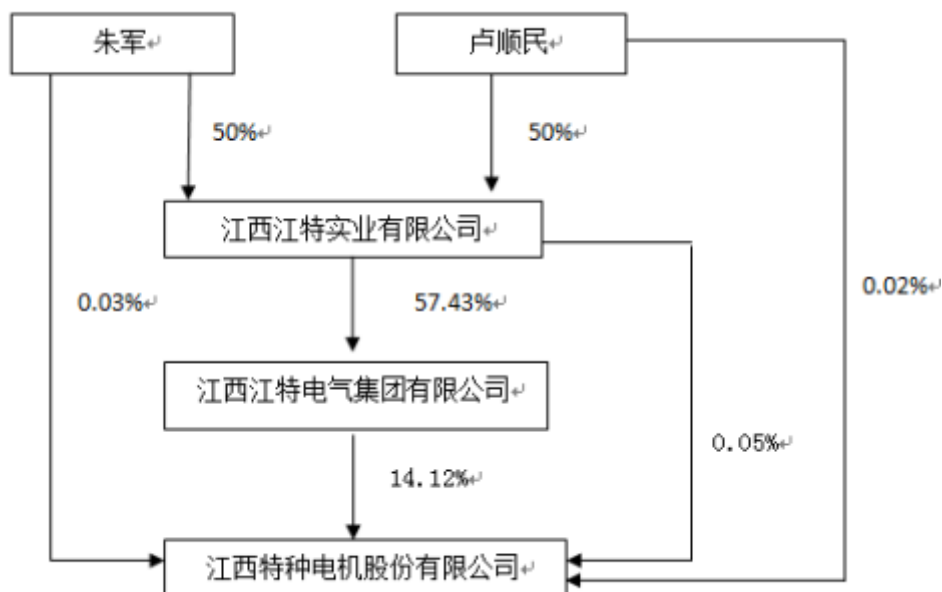 朱军↵
卢顺民↵
50%↵
50%↵
江西江特实业有限公司↵
0.03%↵
57.43%↵
0.02%↵
江西江特电气集团有限公司↵
0.05%↵
14.12%↵
江西特种电机股份有限公司↵